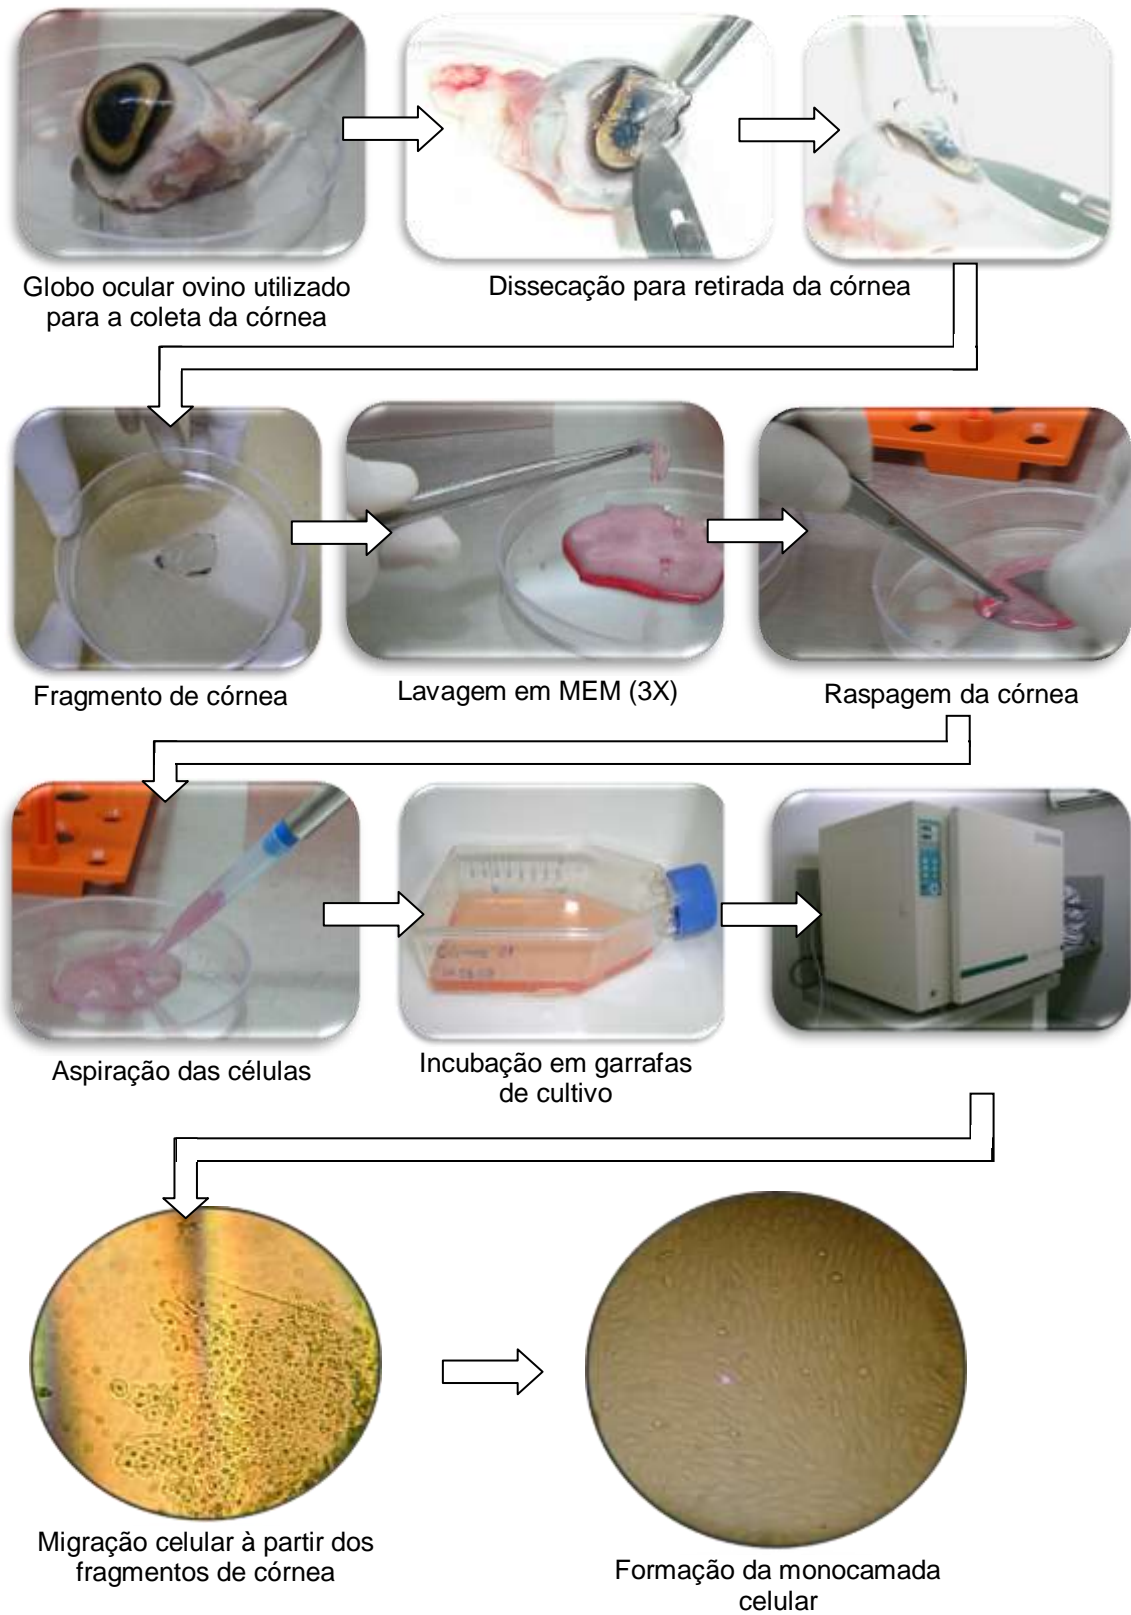 Globo ocular ovino utilizado
para a coleta da córnea
Dissecação para retirada da córnea
Fragmento de córnea
Lavagem em MEM (3X)
Raspagem da córnea
Aspiração das células
Incubação em garrafas
de cultivo
Migração celular à partir dos
fragmentos de córnea
Formação da monocamada
celular